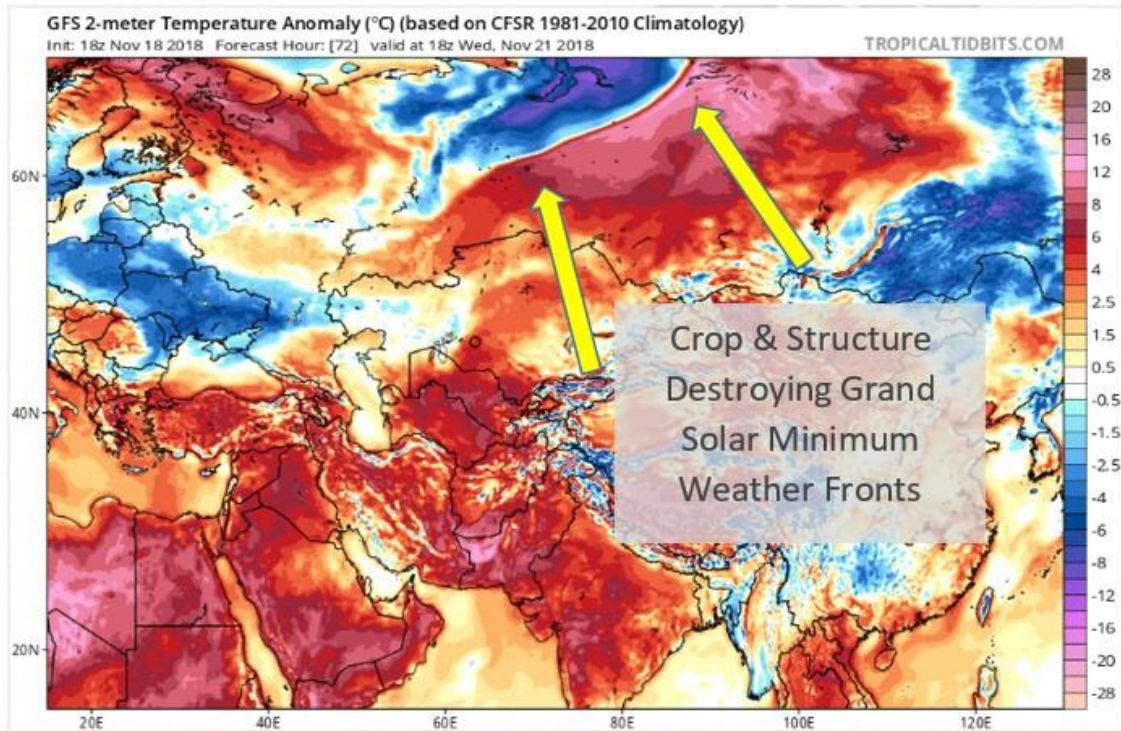 GFS 2-meter Temperature Anomaly (°C) (based on CFSR 1981-2010 Climatology)
Init: 18z Nov 18 2018 Forecast Hour: [72] valid at 18z Wed, Nov 21 2018
TROPICALTIDBITS.COM
60N
40N
20N
20E
40E
60E
80E
100E
120E
28
20
16
12
8
6
4
2.5
1.5
0.5
-0.5
-1.5
-2.5
-4
-6
-8
-12
-16
-20
-28
Crop & Structure
Destroying Grand
Solar Minimum
Weather Fronts